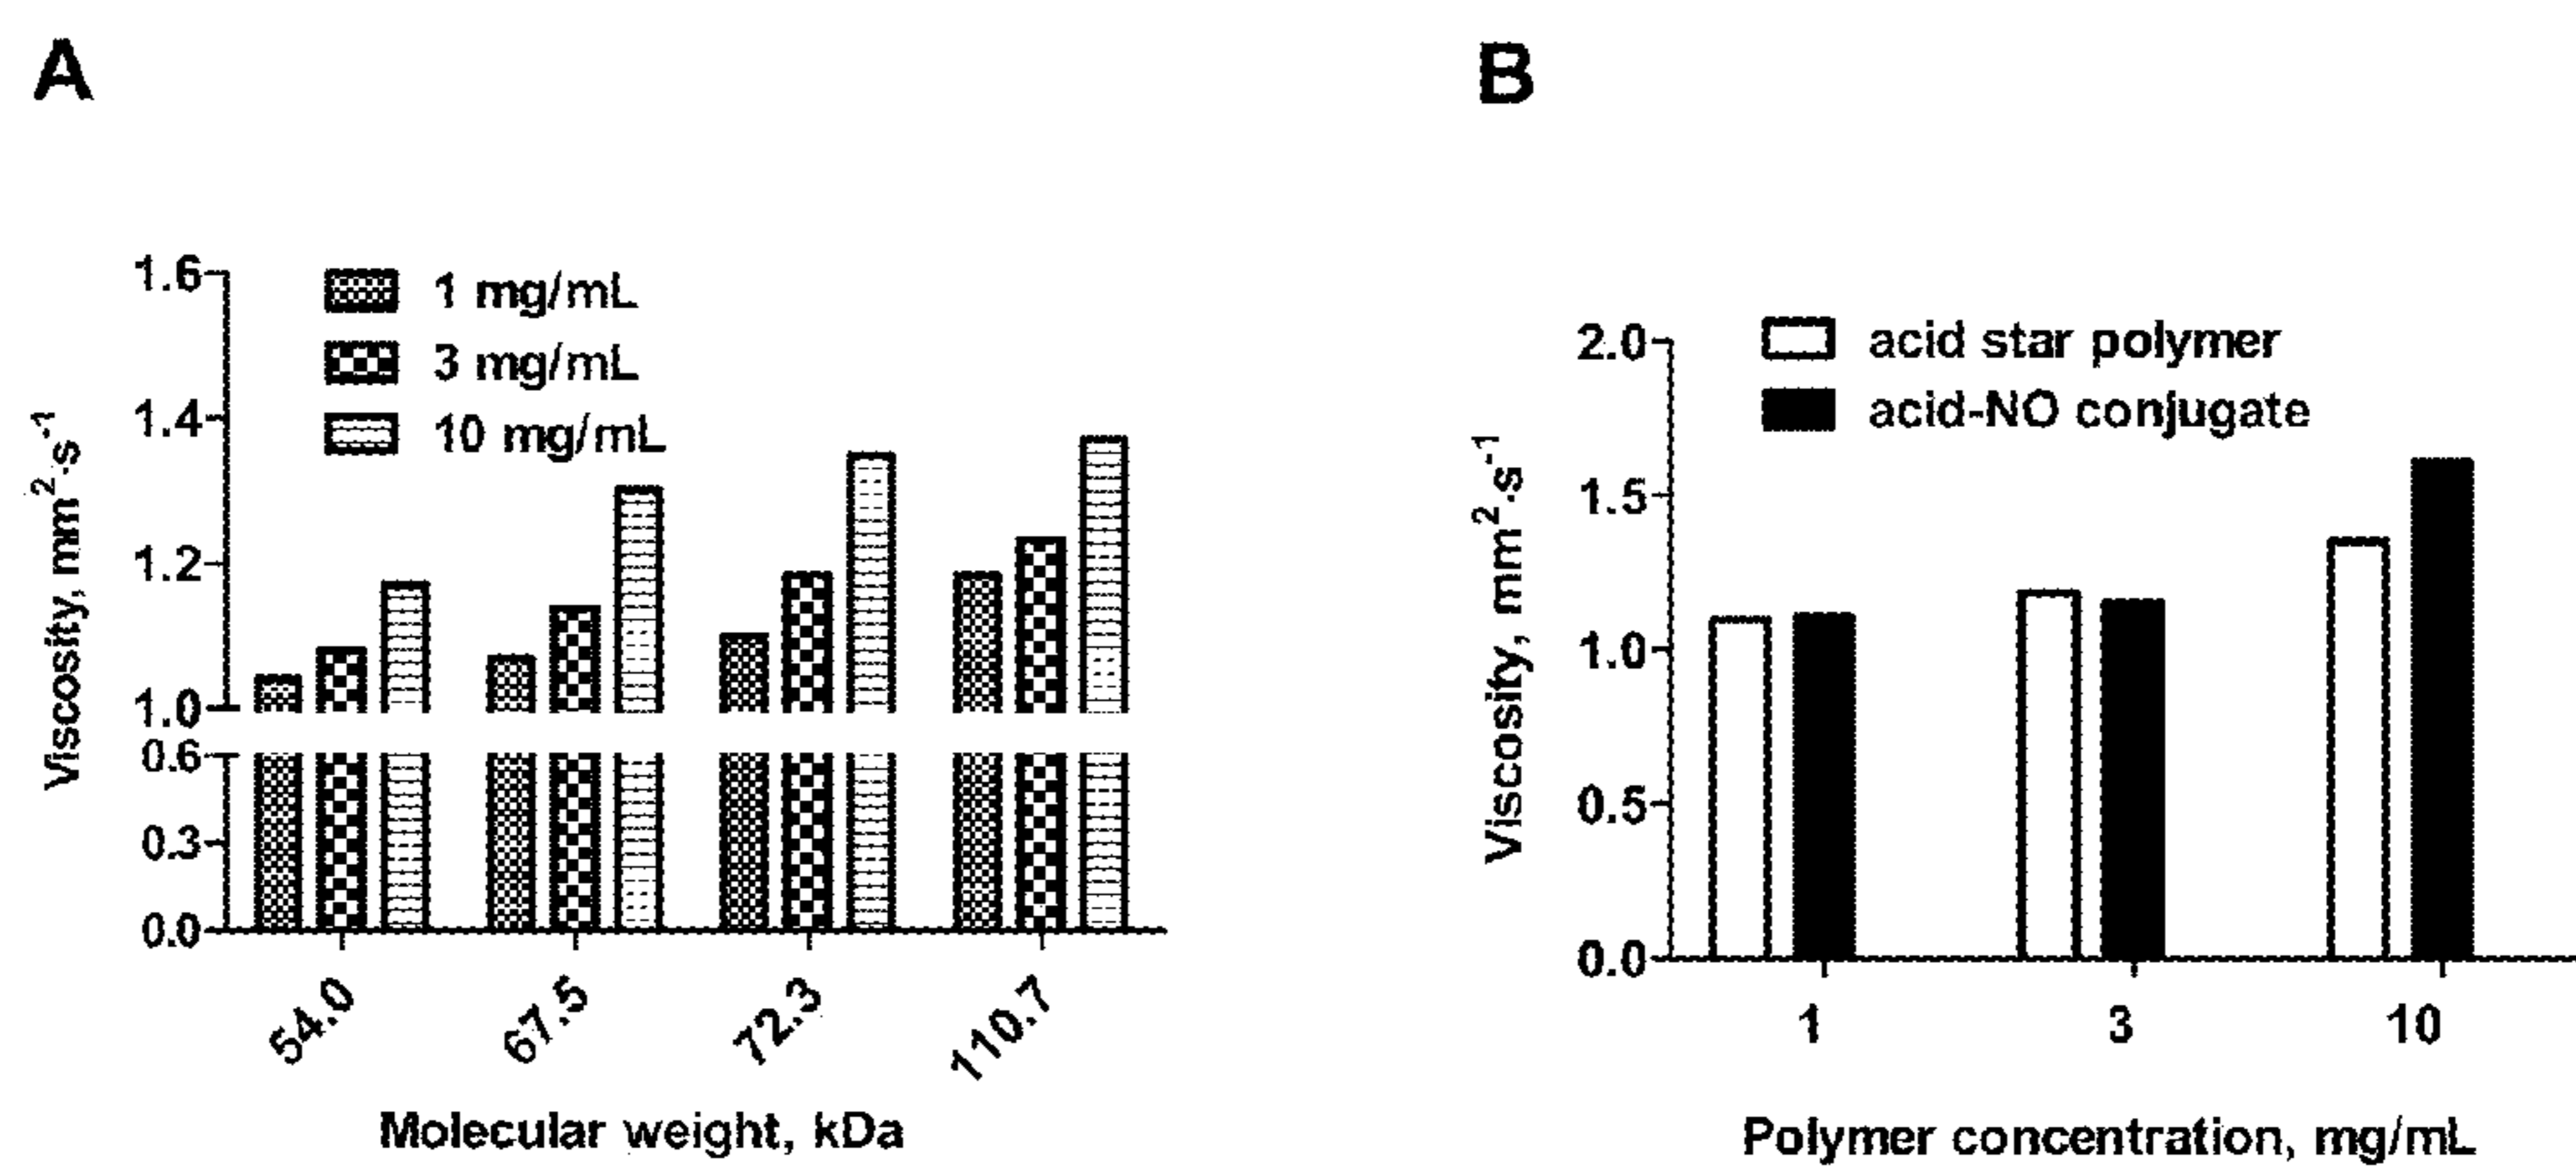 A
1.6
1.4
1.2
1.0
0.6
0.3
0.0
Viscosity, mm²·s⁻¹
1 mg/mL
3 mg/mL
10 mg/mL
54.0
67.5
72.3
110.7
Molecular weight, kDa
B
2.0
1.5
1.0
0.5
0.0
Viscosity, mm²·s⁻¹
acid star polymer
acid-NO conjugate
1
3
10
Polymer concentration, mg/mL